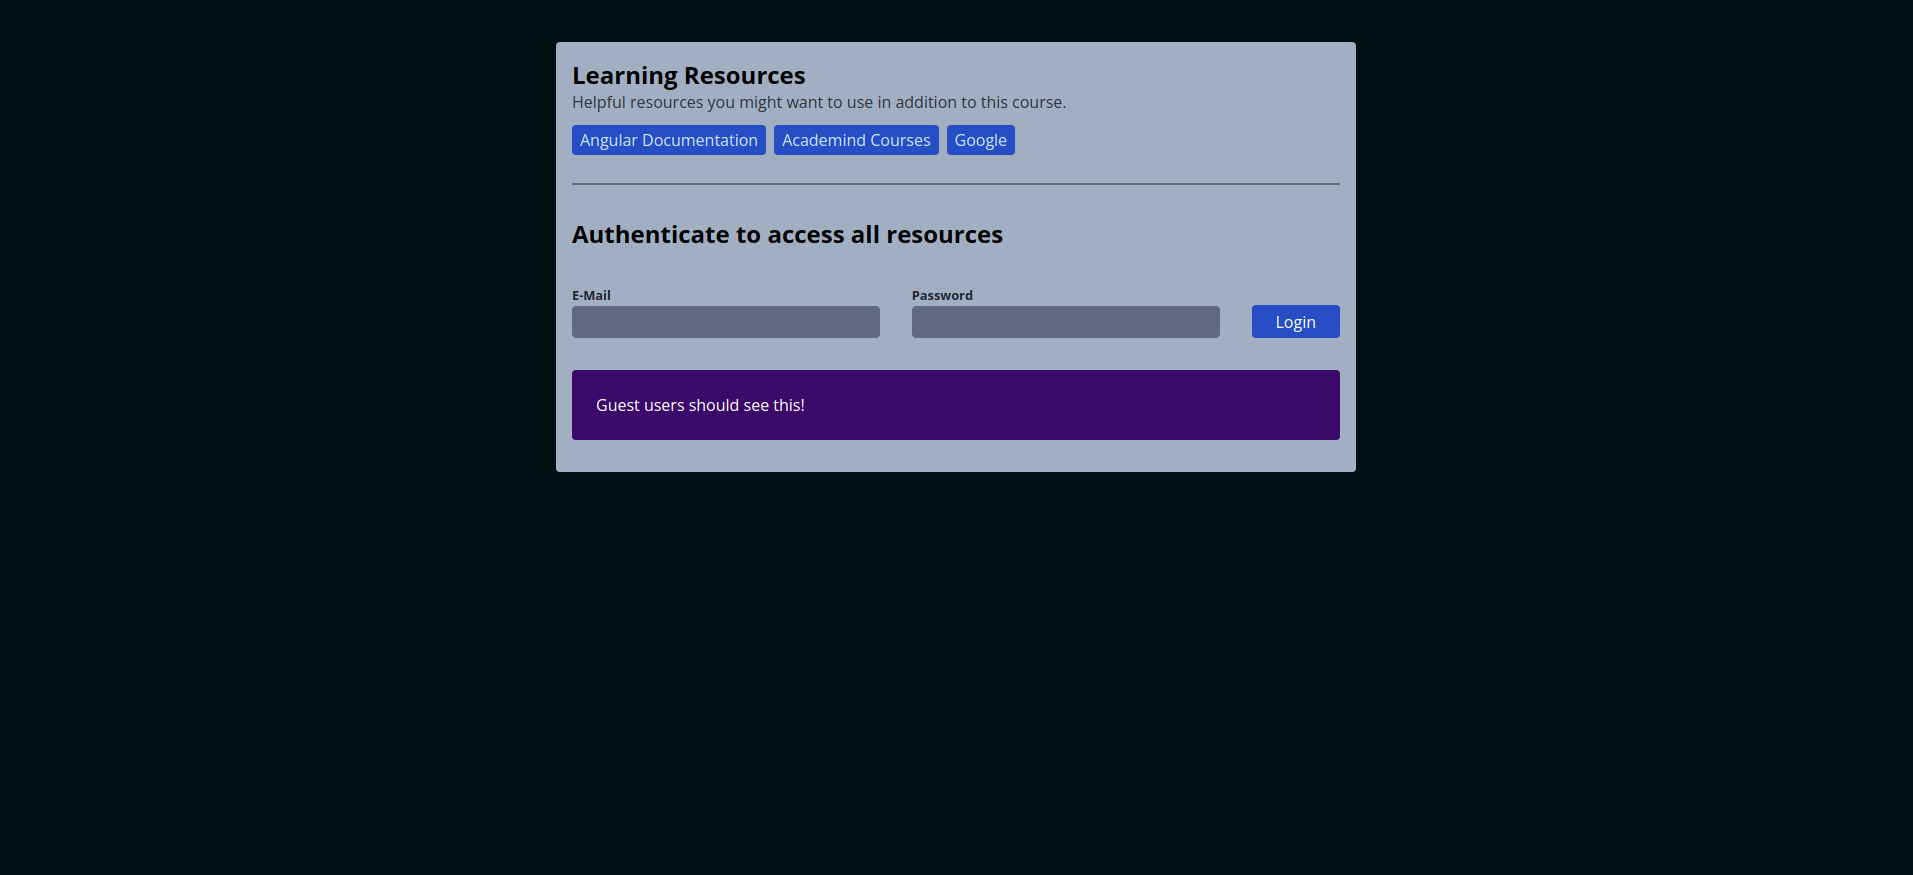 Learning Resources
Helpful resources you might want to use in addition to this course.
Angular Documentation Academind Courses Google
Authenticate to access all resources
E-Mail Password
Login
Guest users should see this!